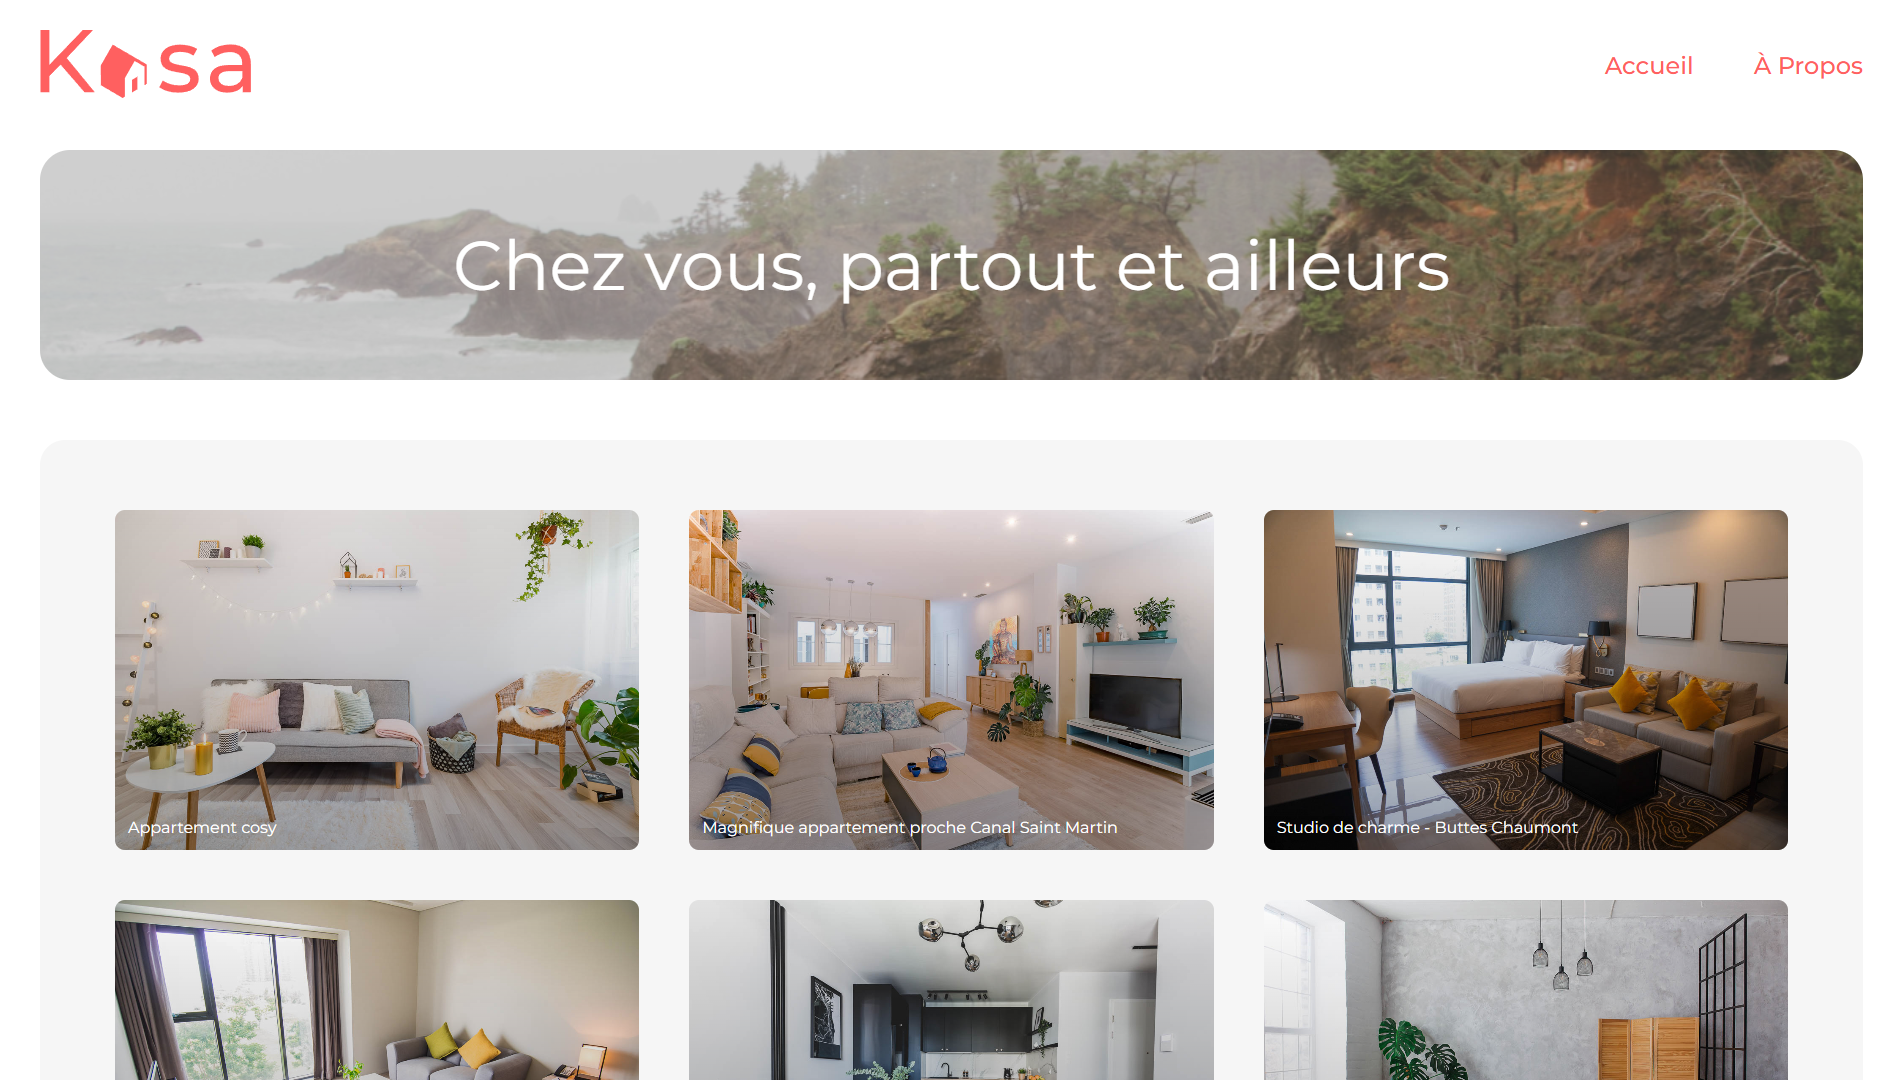 Kasa
Accueil
À Propos
Chez vous, partout et ailleurs
Appartement cosy
Magnifique appartement proche Canal Saint Martin
Studio de charme - Buttes Chaumont